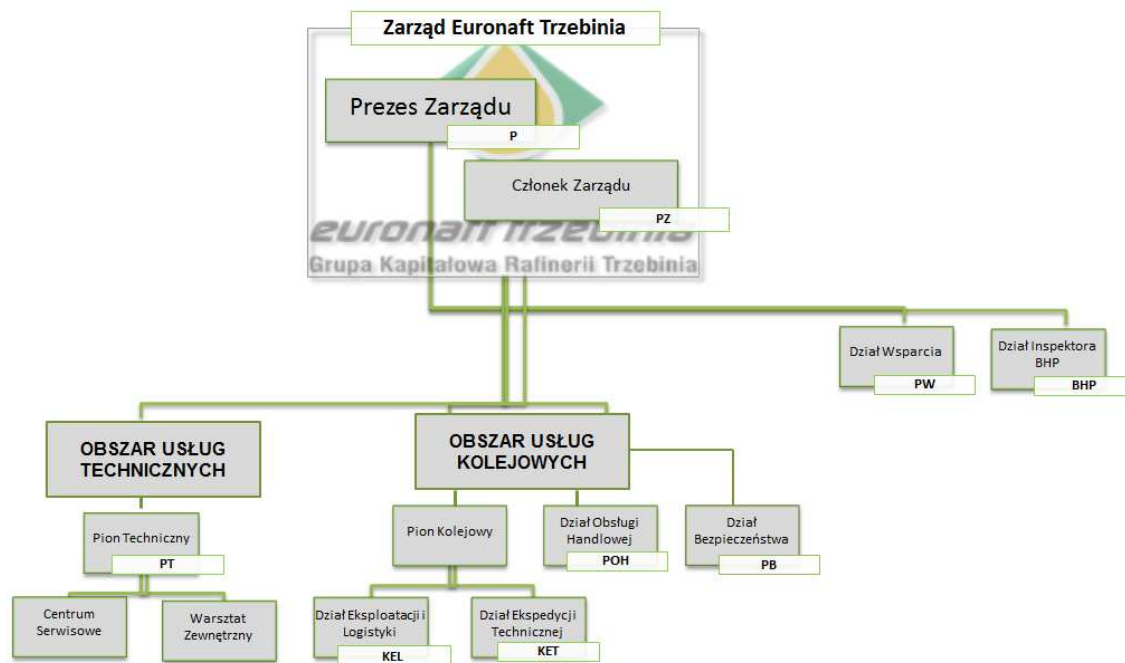 Zarząd Euronaft Trzebinia
Prezes Zarządu
P
Członek Zarządu
PZ
euronaft Trzebinia
Grupa Kapitałowa Rafinerii Trzebinia
Dział Wsparcia
PW
Dział Inspektora
BHP
BHP
OBSZAR USŁUG
TECHNICZNYCH
OBSZAR USŁUG
KOLEJOWYCH
Pion Techniczny
PT
Pion Kolejowy
Dział Obsługi
Handlowej
POH
Dział
Bezpieczeństwa
PB
Centrum
Serwisowe
Warsztat
Zewnętrzny
Dział Eksploatacji i
Logistyki
KEL
Dział Ekspedycji
Technicznej
KET